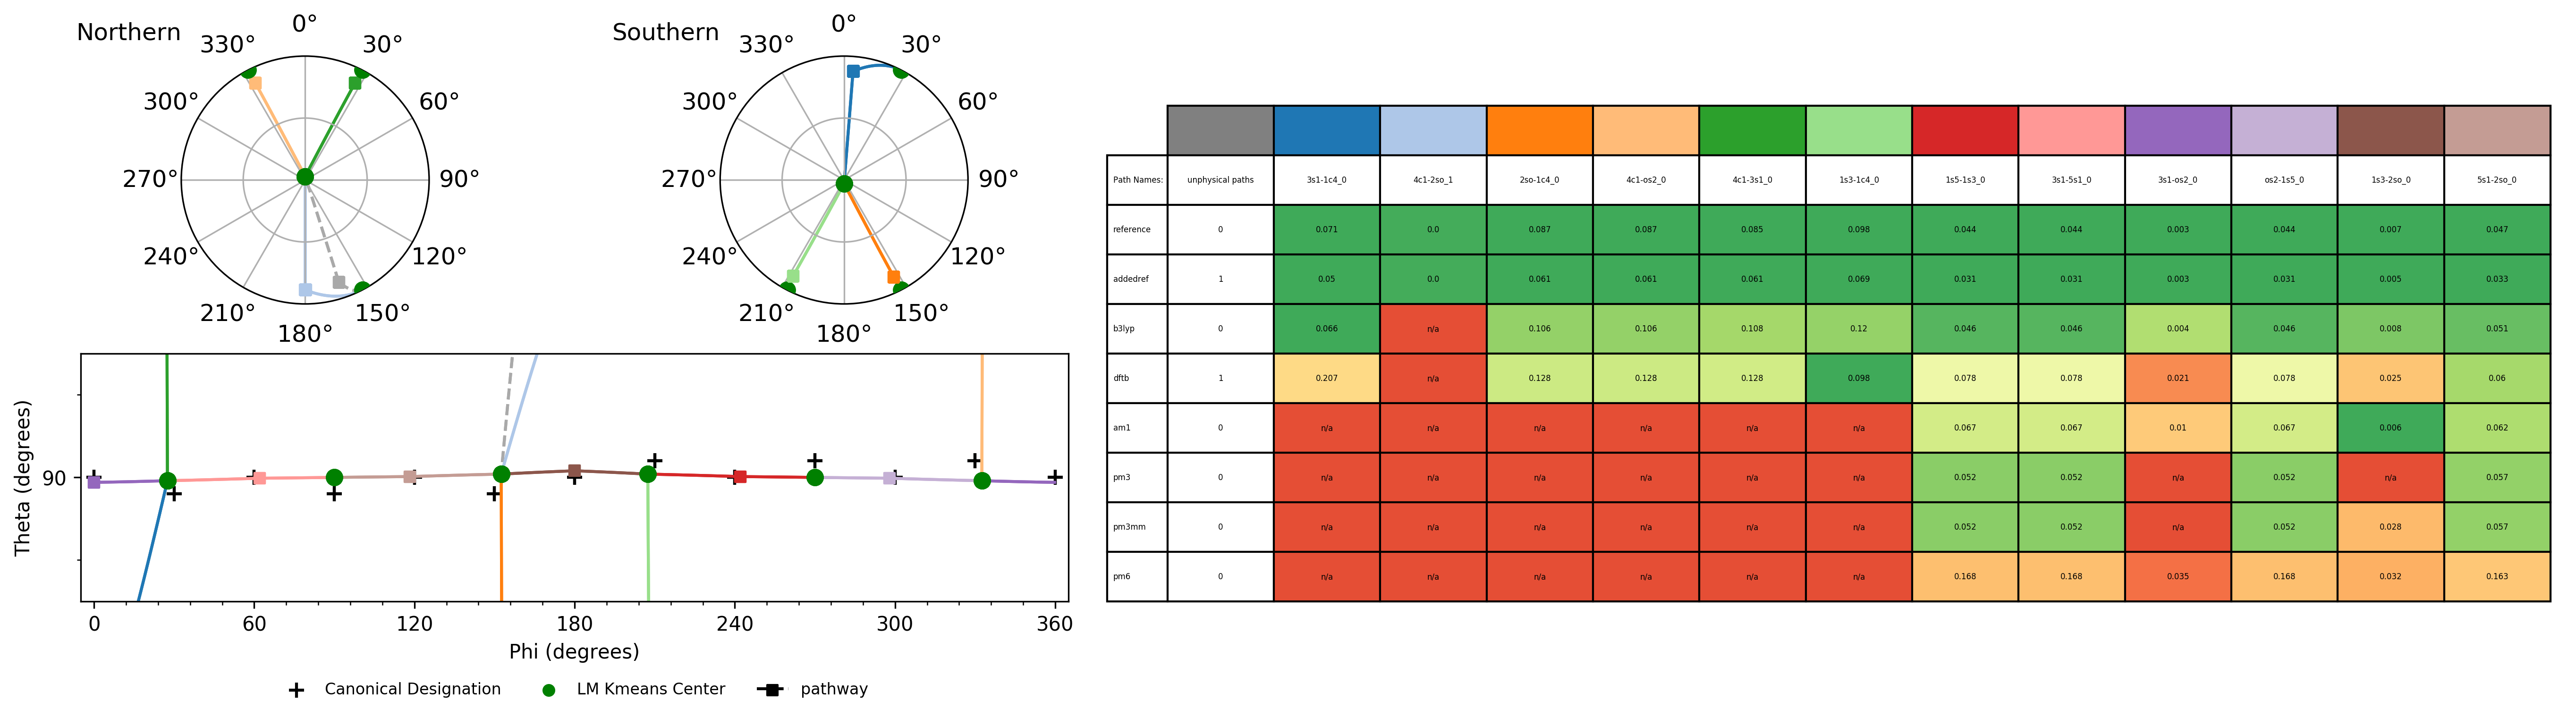 Northern
0°
330°
30°
300°
60°
270°
90°
240°
120°
210°
150°
180°
Southern
0°
330°
30°
300°
60°
270°
90°
240°
120°
210°
150°
180°
Theta (degrees)
90
0 60 120 180 240 300 360
Phi (degrees)
Canonical Designation LM Kmeans Center pathway
Path Names: unphysical paths 3s1-1c4_0 4c1-2so_1 2so-1c4_0 4c1-os2_0 4c1-3s1_0 1s3-1c4_0 1s5-1s3_0 3s1-5s1_0 3s1-os2_0 os2-1s5_0 1s3-2so_0 5s1-2so_0
reference 0 0.071 0.0 0.087 0.087 0.085 0.098 0.044 0.044 0.003 0.044 0.007 0.047
addedref 1 0.05 0.0 0.061 0.061 0.061 0.069 0.031 0.031 0.003 0.031 0.005 0.033
b3lyp 0 0.066 n/a 0.106 0.106 0.108 0.12 0.046 0.046 0.004 0.046 0.008 0.051
dftb 1 0.207 n/a 0.128 0.128 0.128 0.098 0.078 0.078 0.021 0.078 0.025 0.06
am1 0 n/a n/a n/a n/a n/a n/a 0.067 0.067 0.01 0.067 0.006 0.062
pm3 0 n/a n/a n/a n/a n/a n/a 0.052 0.052 n/a 0.052 n/a 0.057
pm3mm 0 n/a n/a n/a n/a n/a n/a 0.052 0.052 n/a 0.052 0.028 0.057
pm6 0 n/a n/a n/a n/a n/a n/a 0.168 0.168 0.035 0.168 0.032 0.163